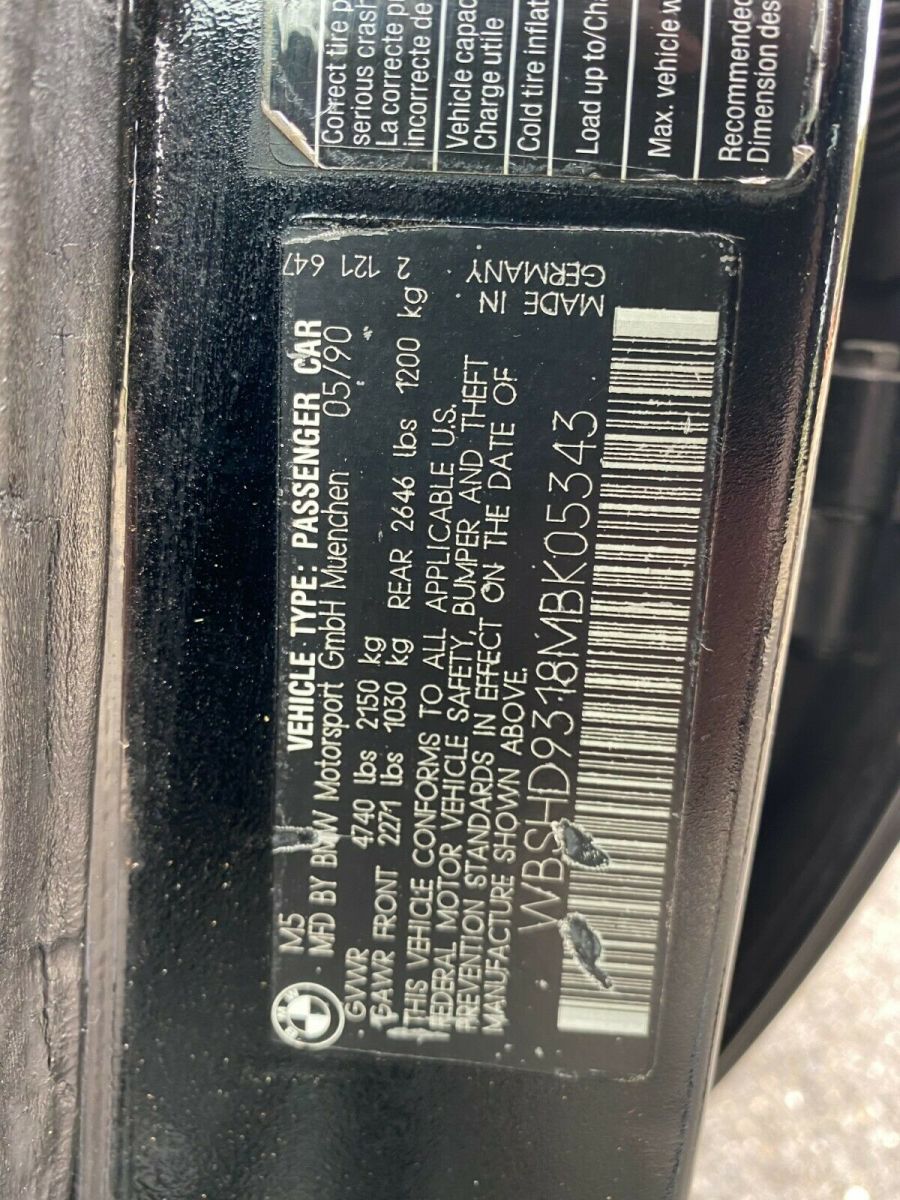 Correct tire p
serious crash
La correcte pr
incorrecte de
Vehicle capac
Charge utile
Cold tire inflat
Load up to/Cha
Max. vehicle w
Recommended
Dimension des
M5 VEHICLE TYPE: PASSENGER CAR 2 121 647
MFD BY BMW Motorsport GmbH Muenchen 05/90
GVWR 4740 lbs 2150 kg
GAWR FRONT 2271 lbs 1030 kg REAR 2646 lbs 1200 kg
THIS VEHICLE CONFORMS TO ALL APPLICABLE U.S.
FEDERAL MOTOR VEHICLE SAFETY, BUMPER AND THEFT
PREVENTION STANDARDS IN EFFECT ON THE DATE OF
MANUFACTURE SHOWN ABOVE.
MADE IN
GERMANY
WBSHD9318MBK05343